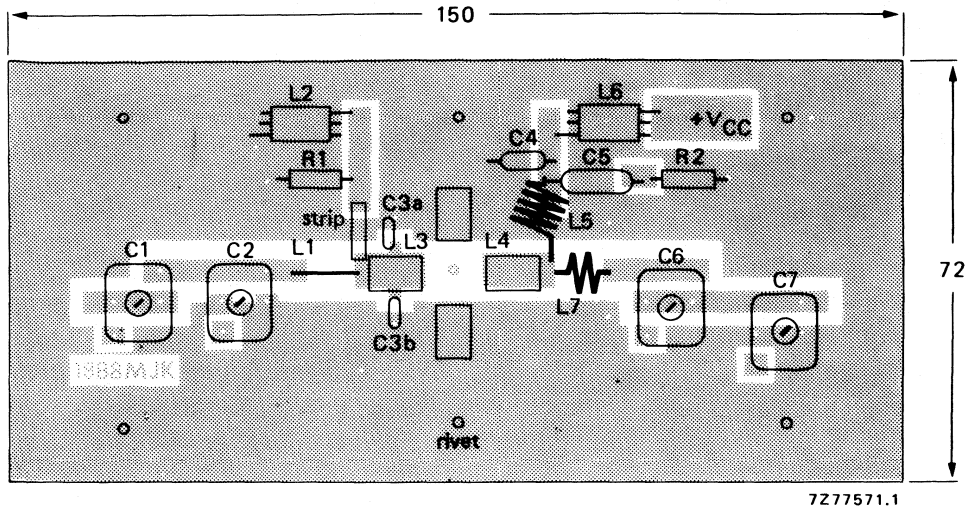 150
L2
L6
+VCC
C4
R1
C5
R2
C3a
strip
L5
C1
C2
L1
L3
L4
C6
C7
72
L7
C3b
1888MJK
rivet
7Z77571.1